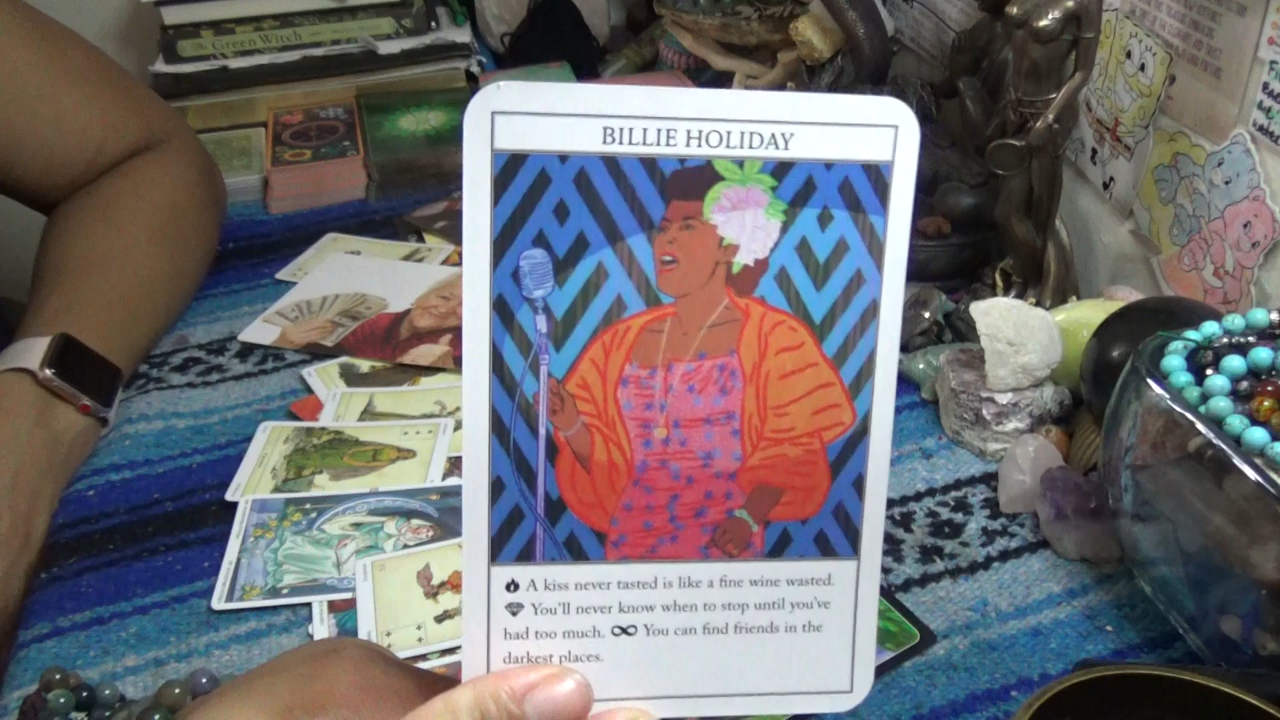 Green Witch
BILLIE HOLIDAY
A kiss never tasted is like a fine wine wasted.
You'll never know when to stop until you've
had too much. You can find friends in the
darkest places.